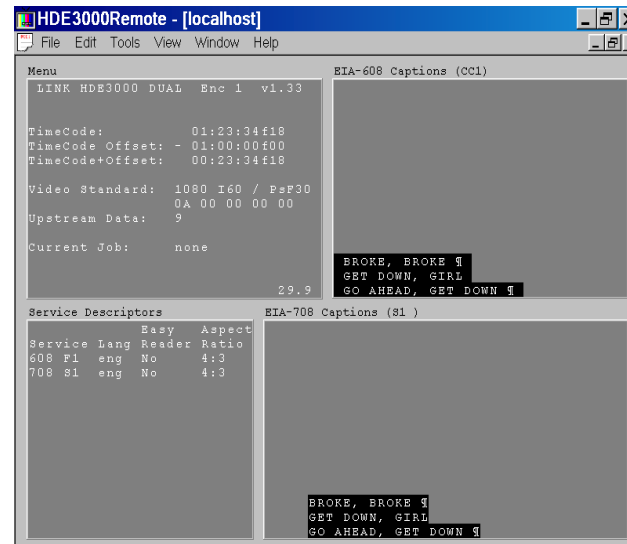 HDE3000Remote - [localhost]
File Edit Tools View Window Help
Menu
LINK HDE3000 DUAL Enc 1 v1.33
TimeCode: 01:23:34f18
TimeCode Offset: - 01:00:00f00
TimeCode+Offset: 00:23:34f18
Video Standard: 1080 I60 / PsF30
0A 00 00 00 00
Upstream Data: 9
Current Job: none
29.9
EIA-608 Captions (CC1)
BROKE, BROKE ¶
GET DOWN, GIRL
GO AHEAD, GET DOWN ¶
Service Descriptors
Easy Aspect
Service Lang Reader Ratio
608 F1 eng No 4:3
708 S1 eng No 4:3
EIA-708 Captions (S1 )
BROKE, BROKE ¶
GET DOWN, GIRL
GO AHEAD, GET DOWN ¶